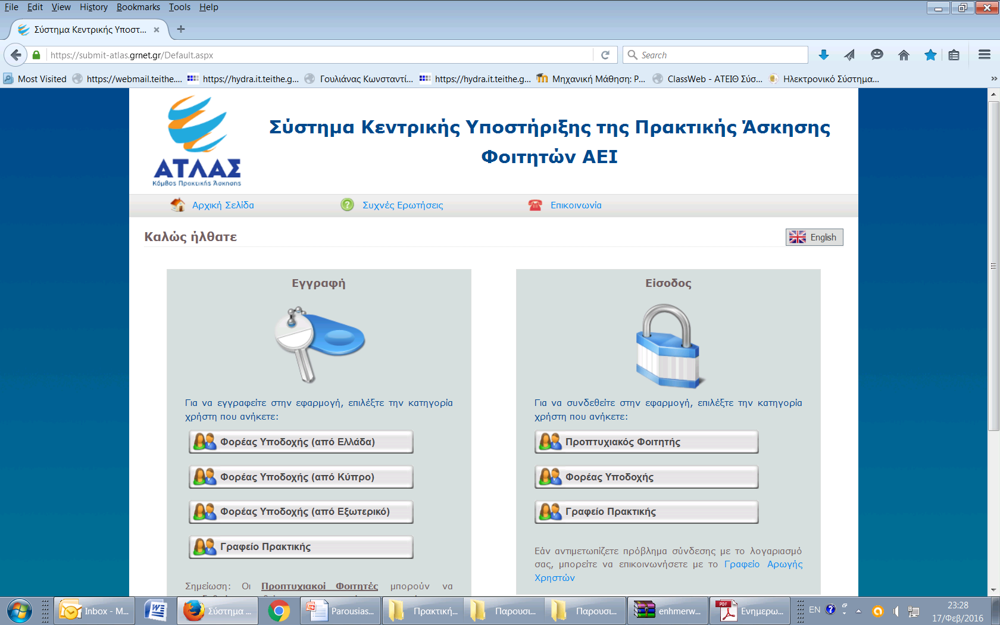 File Edit View History Bookmarks Tools Help
Σύστημα Κεντρικής Υποστ...
https://submit-atlas.grnet.gr/Default.aspx
Search
Most Visited https://webmail.teithe.... https://hydra.it.teithe.g... Γουλιάνας Κωνσταντί... https://hydra.it.teithe.g... Μηχανική Μάθηση: P... ClassWeb - ΑΤΕΙΘ Σύσ... Ηλεκτρονικό Σύστημα...
ΑΤΛΑΣ
Κόμβος Πρακτικής Άσκησης
Σύστημα Κεντρικής Υποστήριξης της Πρακτικής Άσκησης
Φοιτητών ΑΕΙ
Αρχική Σελίδα Συχνές Ερωτήσεις Επικοινωνία
Καλώς ήλθατε
English
Εγγραφή
Για να εγγραφείτε στην εφαρμογή, επιλέξτε την κατηγορία
χρήστη που ανήκετε:
Φορέας Υποδοχής (από Ελλάδα)
Φορέας Υποδοχής (από Κύπρο)
Φορέας Υποδοχής (από Εξωτερικό)
Γραφείο Πρακτικής
Σημείωση: Οι Προπτυχιακοί Φοιτητές μπορούν να
Είσοδος
Για να συνδεθείτε στην εφαρμογή, επιλέξτε την κατηγορία
χρήστη που ανήκετε:
Προπτυχιακός Φοιτητής
Φορέας Υποδοχής
Γραφείο Πρακτικής
Εάν αντιμετωπίζετε πρόβλημα σύνδεσης με το λογαριασμό
σας, μπορείτε να επικοινωνήσετε με το Γραφείο Αρωγής
Χρηστών
Inbox - M... Σύστημα ... Parousias... Πρακτική... Παρουσι... Παρουσι... enhmerw... Ενημερω... EN
23:28
17/Φεβ/2016